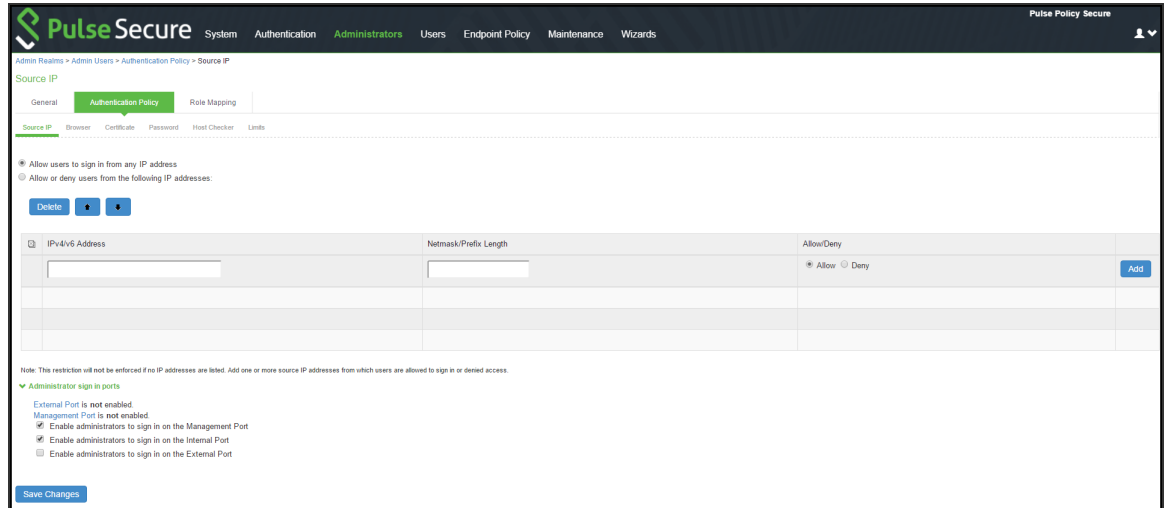 Pulse Policy Secure
Pulse Secure System Authentication Administrators Users Endpoint Policy Maintenance Wizards
Admin Realms > Admin Users > Authentication Policy > Source IP
Source IP
General Authentication Policy Role Mapping
Source IP Browser Certificate Password Host Checker Limits
Allow users to sign in from any IP address
Allow or deny users from the following IP addresses:
Delete
IPv4/v6 Address Netmask/Prefix Length Allow/Deny
Allow Deny Add
Note: This restriction will not be enforced if no IP addresses are listed. Add one or more source IP addresses from which users are allowed to sign in or denied access.
Administrator sign in ports
External Port is not enabled.
Management Port is not enabled.
Enable administrators to sign in on the Management Port
Enable administrators to sign in on the Internal Port
Enable administrators to sign in on the External Port
Save Changes